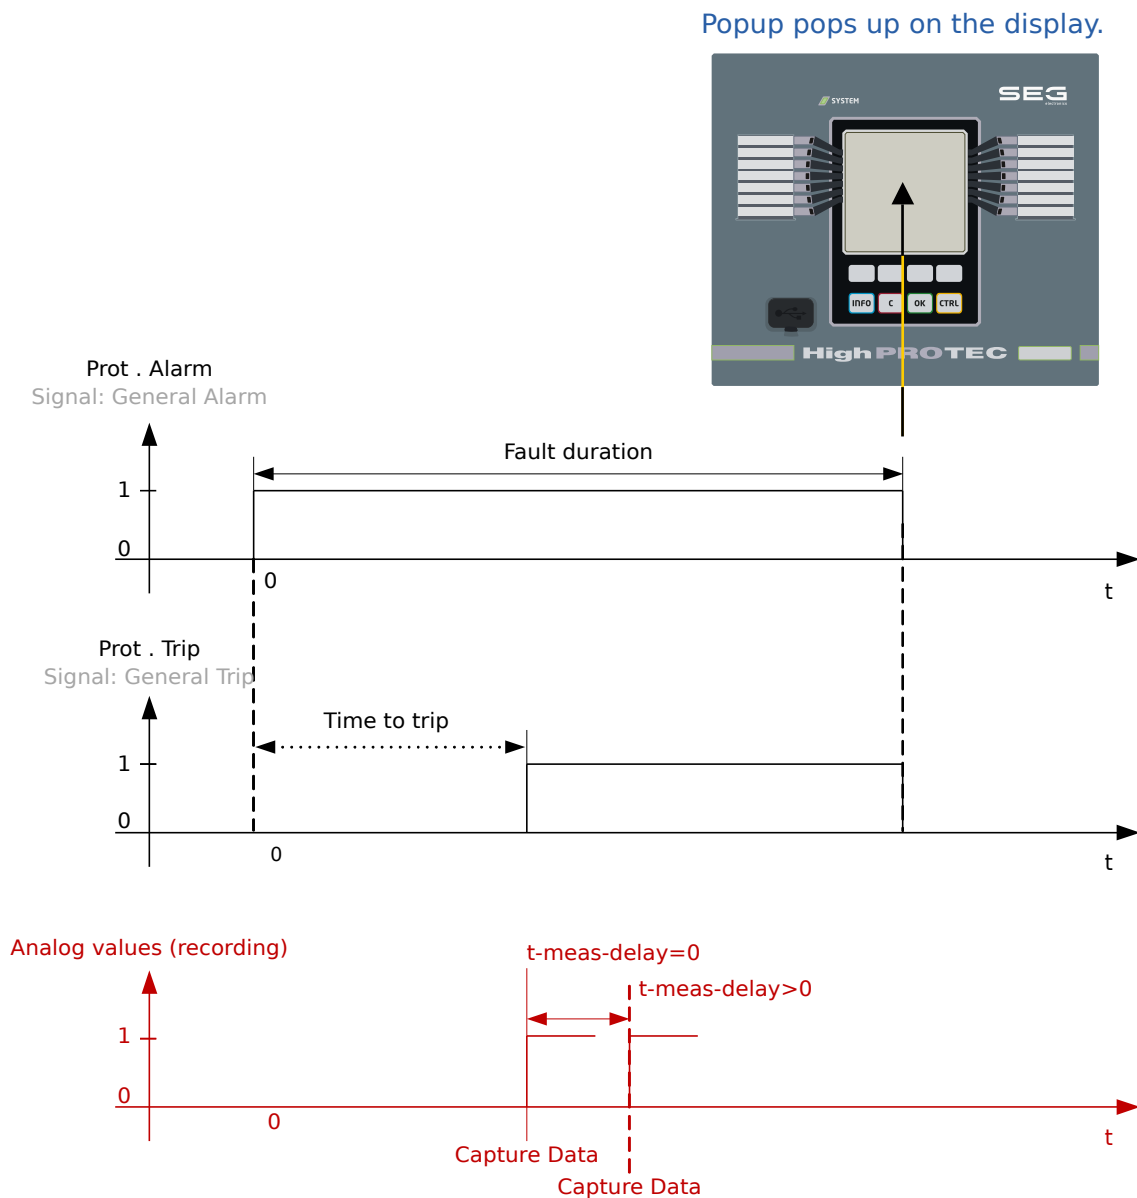 Popup pops up on the display.
SYSTEM
SEG
electronics
INFO
C
OK
CTRL
HighPROTEC
Prot . Alarm
Signal: General Alarm
Fault duration
1
0
0
t
Prot . Trip
Signal: General Trip
Time to trip
1
0
0
t
Analog values (recording)
t-meas-delay=0
t-meas-delay>0
1
0
0
t
Capture Data
Capture Data